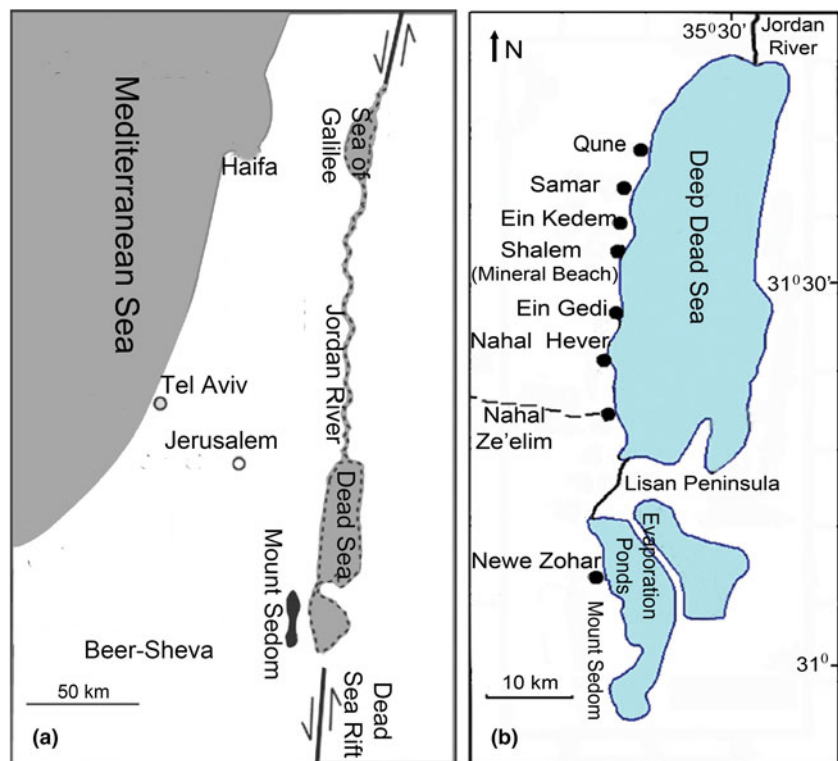 Mediterranean Sea
Sea of
Galilee
Haifa
Jordan River
Tel Aviv
Jerusalem
Dead Sea
Mount Sedom
Beer-Sheva
50 km
Dead
Sea Rift
(a)
N
35⁰30'
Jordan
River
Qune
Samar
Ein Kedem
Shalem
(Mineral Beach)
Deep Dead Sea
31⁰30'
Ein Gedi
Nahal Hever
Nahal
Ze'elim
Lisan Peninsula
Evaporation
Ponds
Newe Zohar
Mount Sedom
31⁰
10 km
(b)